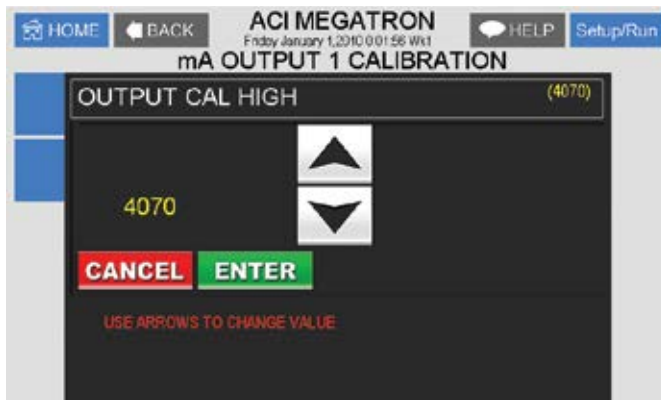 HOME
BACK
ACI MEGATRON
Friday January 1,2010 0:01:56 Wk1
HELP
Setup/Run
mA OUTPUT 1 CALIBRATION
OUTPUT CAL HIGH
(4070)
4070
CANCEL
ENTER
USE ARROWS TO CHANGE VALUE